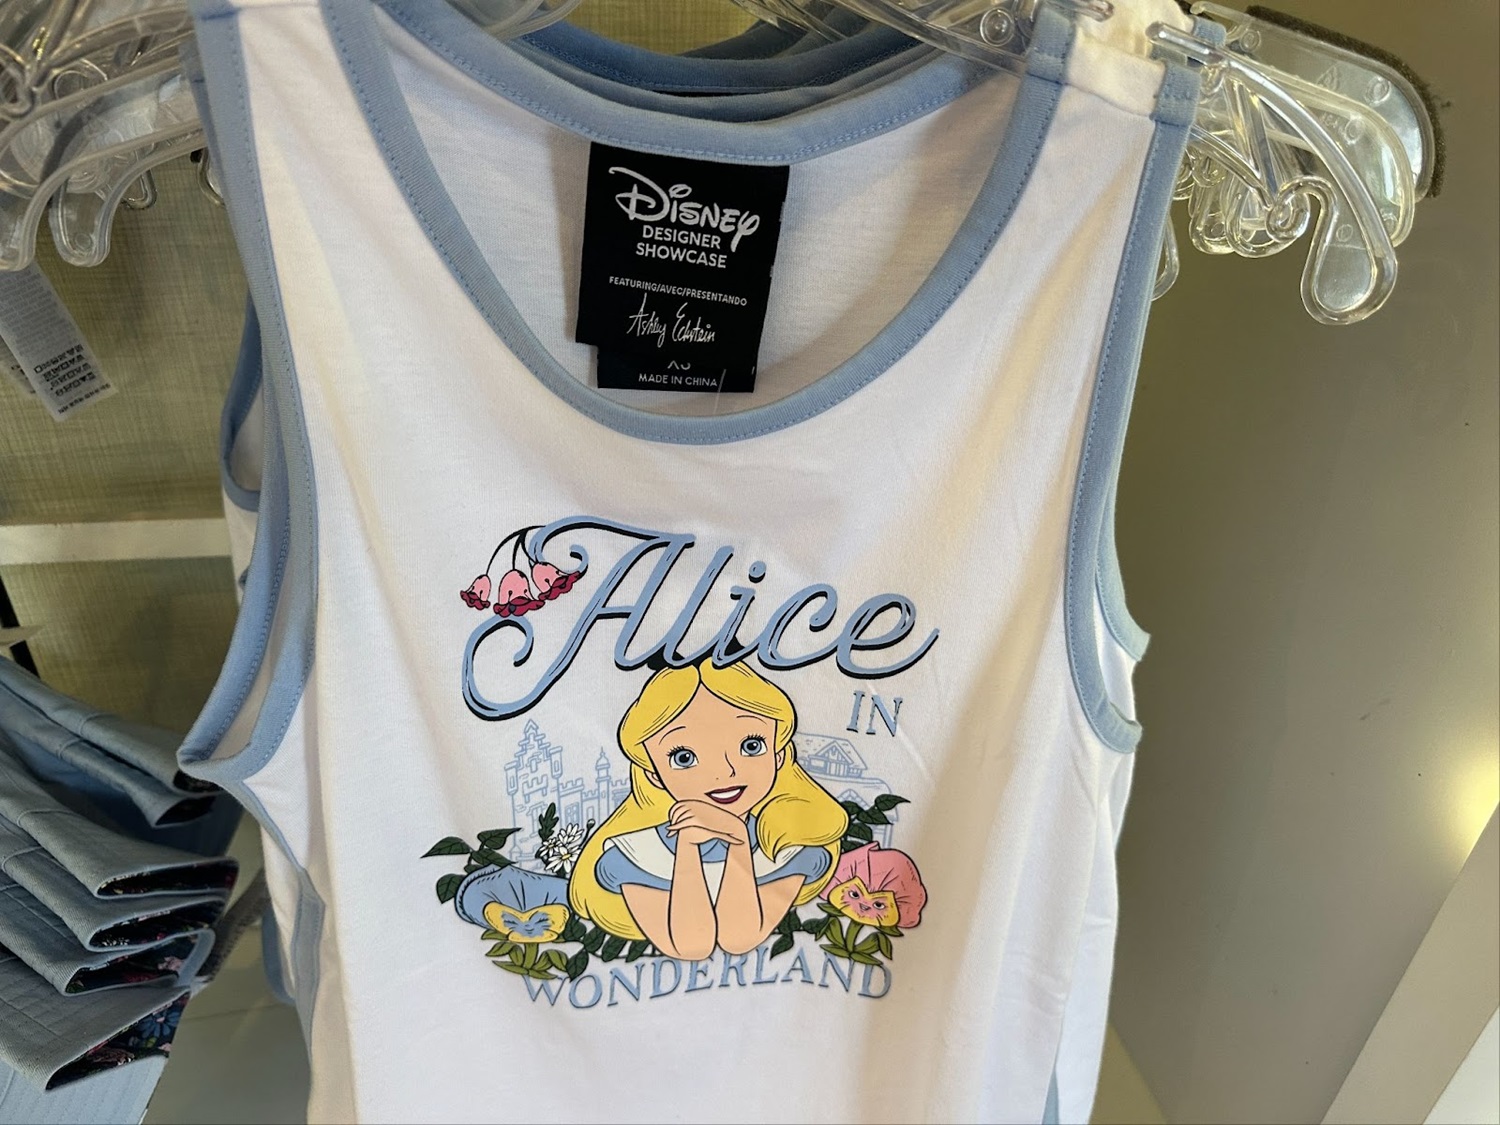 Disney
DESIGNER
SHOWCASE
FEATURING/AVEC/PRESENTANDO
Ashley Eckstein
MADE IN CHINA
Alice
IN
WONDERLAND